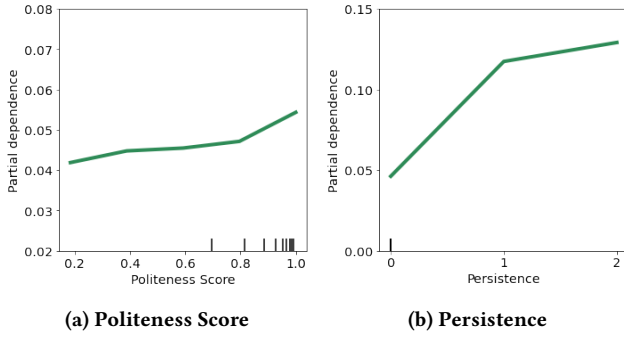 0.08
0.07
0.06
0.05
0.04
0.03
0.02
Partial dependence
0.2 0.4 0.6 0.8 1.0
Politeness Score
(a) Politeness Score
0.15
0.10
0.05
0.00
Partial dependence
0 1 2
Persistence
(b) Persistence